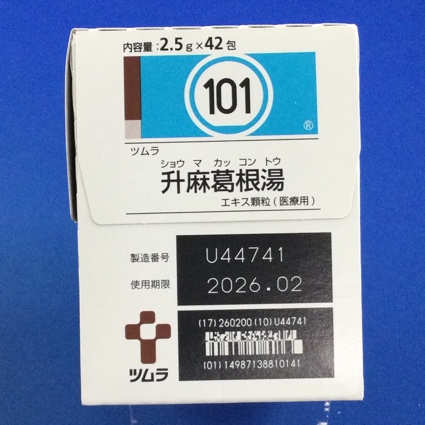 内容量:2.5g×42包
101
®
ツムラ
ショウ マ カッ コン トウ
升麻葛根湯
エキス顆粒(医療用)
製造番号 U44741
使用期限 2026.02
(17)260200(10)U44741
(01)14987138810141
ツムラ